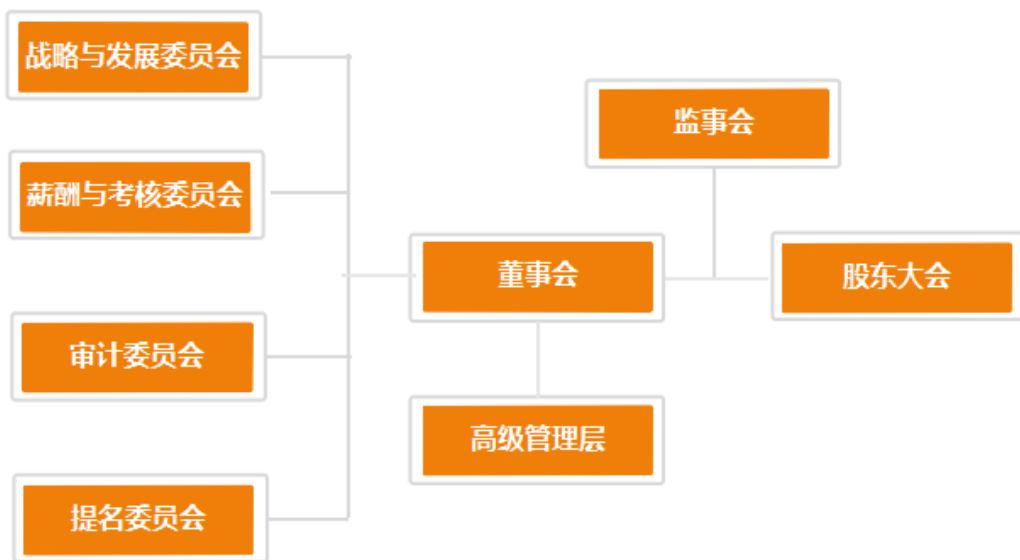 战略与发展委员会
监事会
薪酬与考核委员会
董事会
股东大会
审计委员会
高级管理层
提名委员会